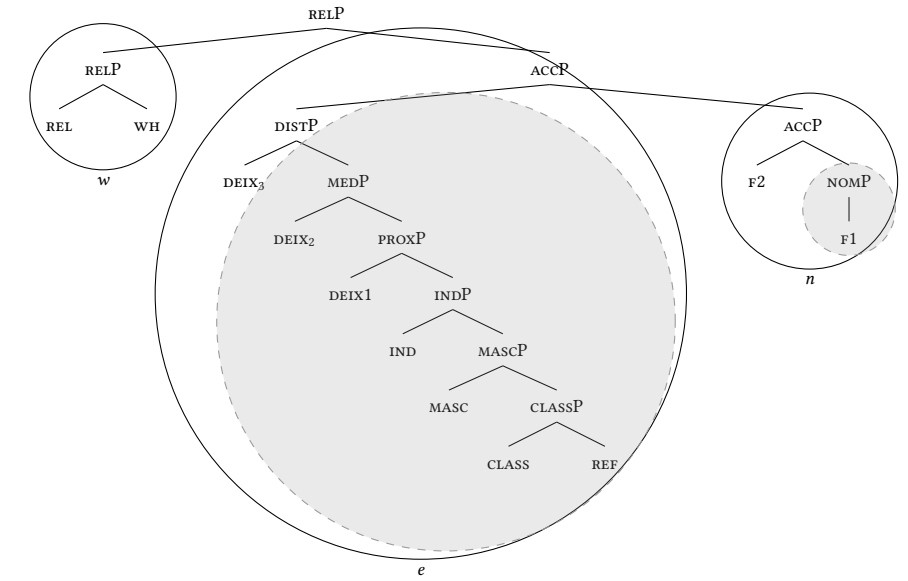 RELP
RELP ACCP
REL WH DISTP ACCP
w DEIX₃ MEDP F2 NOMP
DEIX₂ PROXP F1
DEIX1 INDP n
IND MASCP
MASC CLASSP
CLASS REF
e